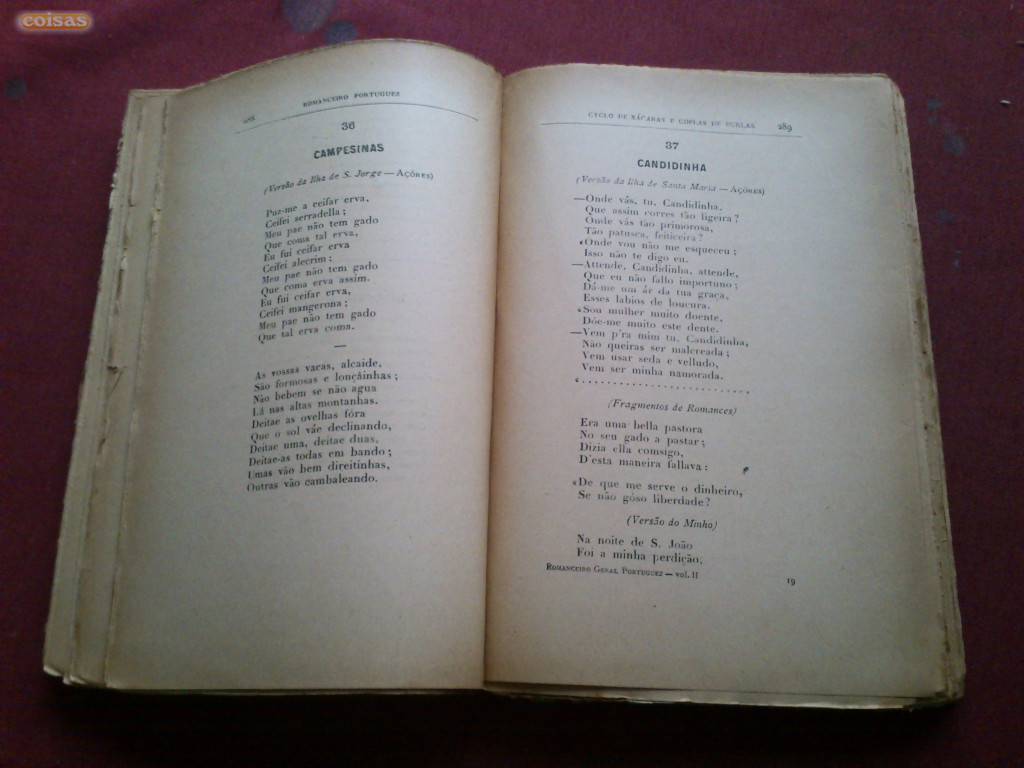 coisas
ROMANCEIRO PORTUGUEZ
36
CAMPESINAS
(Versão da Ilha de S. Jorge — AÇÔRES)
Puz-me a ceifar erva,
Ceifei serradella;
Meu pae não tem gado
Que coma tal erva,
Eu fui ceifar erva
Ceifei alecrim;
Meu pae não tem gado
Que coma erva assim.
Eu fui ceifar erva,
Ceifei mangerona;
Meu pae não tem gado
Que tal erva coma.
—
As vossas vacas, alcaide,
São formosas e lonçáinhas;
Não bebem se não agua
Lá nas altas montanhas.
Deitae as ovelhas fóra
Que o sol váe declinando,
Deitae uma, deitae duas,
Deitae-as todas em bando;
Umas vão bem direitinhas,
Outras vão cambaleando.
CYCLO DE XÁCARAS E COPLAS DE BURLAS 289
37
CANDIDINHA
(Versão da Ilha de Santa Maria — AÇÔRES)
—Onde vás, tu, Candidinha,
Que assim corres tão ligeira?
Onde vás tão primorosa,
Tão patusca, feiticeira?
«Onde vou não me esqueceu;
Isso não te digo eu.
—Attende, Candidinha, attende,
Que eu não fallo importuno;
Dá-me um ár da tua graça,
Esses labios de loucura.
«Sou mulher muito doente,
Dóe-me muito este dente.
—Vem p'ra mim tu, Candidinha,
Não queiras ser malcreada;
Vem usar seda e velludo,
Vem ser minha namorada.
«. . . . . . . . . . . . . . . . . . . . . . . . . .
(Fragmentos de Romances)
Era uma bella pastora
No seu gado a pastar;
Dizia ella comsigo,
D'esta maneira fallava:
«De que me serve o dinheiro,
Se não góso liberdade?
(Versão do Minho)
Na noite de S. João
Foi a minha perdição,
ROMANCEIRO GERAL PORTUGUEZ — vol. II 19